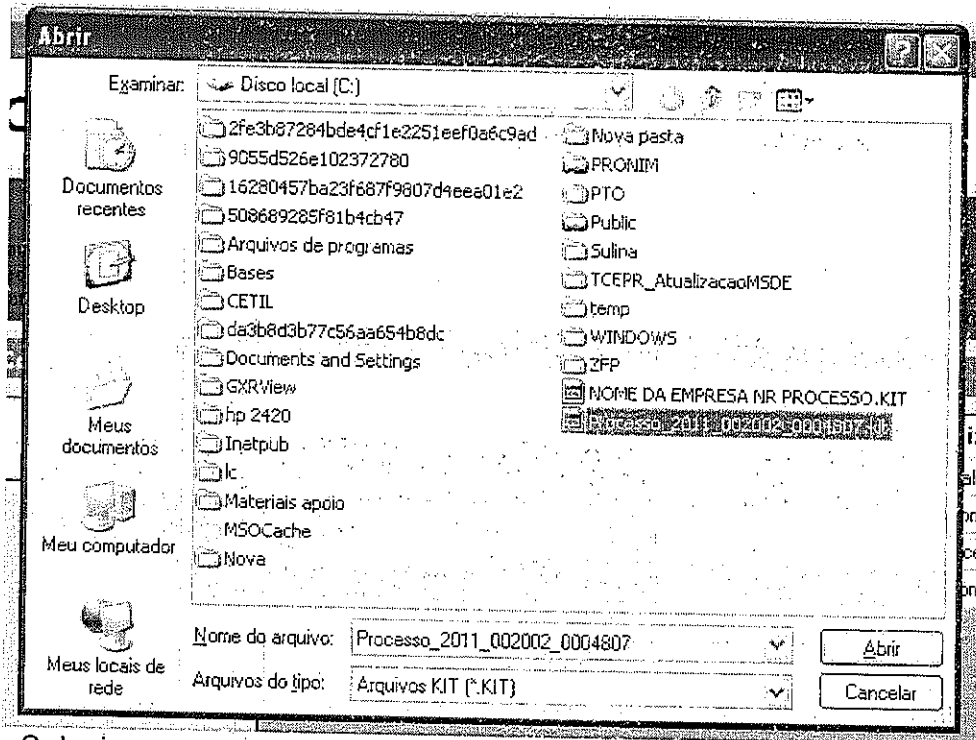 Abrir
Examinar:
Disco local (C:)
Documentos
recentes
Desktop
Meus
documentos
Meu computador
Meus locais de
rede
2fe3b87284bde4cf1e2251eef0a6c9ad
9055d526e102372780
16280457ba23f687f9807d4eea01e2
508689285f81b4cb47
Arquivos de programas
Bases
CETIL
da3b8d3b77c56aa654b8dc
Documents and Settings
GXRView
hp 2420
Inatpub
lc
Materiais apoio
MSOCache
Nova
Nova pasta
PRONIM
PTO
Public
Sulina
TCEPR_AtualizacaoMSDE
temp
WINDOWS
ZFP
NOME DA EMPRESA NR PROCESSO.KIT
Processo_2011_002002_0004807.kit
Nome do arquivo:
Processo_2011_002002_0004807
Abrir
Arquivos do tipo:
Arquivos KIT (*.KIT)
Cancelar